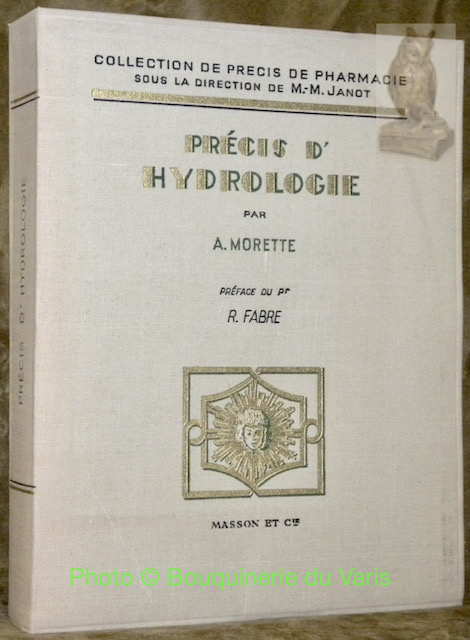 COLLECTION DE PRECIS DE PHARMACIE
SOUS LA DIRECTION DE M.-M. JANOT
PRÉCIS D'
HYDROLOGIE
PAR
A. MORETTE
PRÉFACE DU Pr
R. FABRE
MASSON ET CIE
PRÉCIS D' HYDROLOGIE
Photo © Bouquinerie du Varis